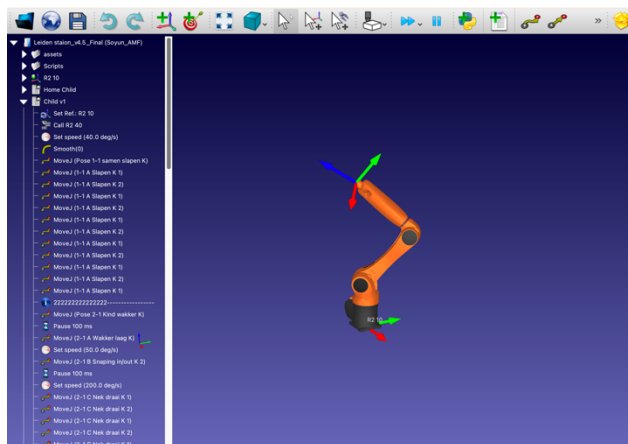 »
Leiden staion_v4.5_Final (Soyun_AMF)
assets
Scripts
R2 10
Home Child
Child v1
Set Ref.: R2 10
Call R2 40
Set speed (40.0 deg/s)
Smooth(0)
MoveJ (Pose 1-1 samen slapen K)
MoveJ (1-1 A Slapen K 1)
MoveJ (1-1 A Slapen K 2)
MoveJ (1-1 A Slapen K 1)
MoveJ (1-1 A Slapen K 2)
MoveJ (1-1 A Slapen K 1)
MoveJ (1-1 A Slapen K 2)
MoveJ (1-1 A Slapen K 1)
MoveJ (1-1 A Slapen K 2)
MoveJ (1-1 A Slapen K 1)
MoveJ (1-1 A Slapen K 1)
MoveJ (Pose 2-1 Kind wakker K)
Pause 100 ms
MoveJ (2-1 A Wakker laag K)
Set speed (50.0 deg/s)
MoveJ (2-1 B Snaping in/out K 2)
Pause 100 ms
Set speed (200.0 deg/s)
MoveJ (2-1 C Nek draai K 1)
MoveJ (2-1 C Nek draai K 2)
MoveJ (2-1 C Nek draai K 1)
MoveJ (2-1 C Nek draai K 2)
R2 10